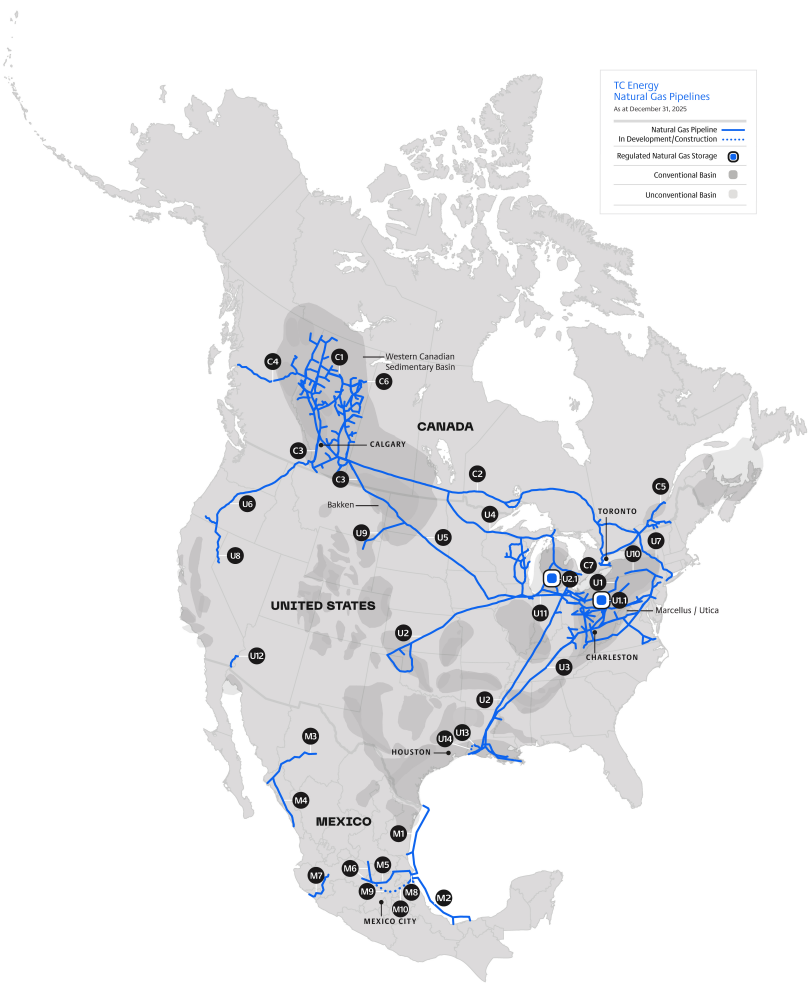 TC Energy
Natural Gas Pipelines
As at December 31, 2025
Natural Gas Pipeline
In Development/Construction
Regulated Natural Gas Storage
Conventional Basin
Unconventional Basin
C4
C1
Western Canadian
Sedimentary Basin
C6
CANADA
C3
CALGARY
C3
C2
C5
U6
Bakken
U4
TORONTO
U9
U5
U7
U8
U10
C7
U2.1
U1
U1.1
UNITED STATES
U11
Marcellus / Utica
U2
U12
CHARLESTON
U3
U2
M3
U14
U13
HOUSTON
M4
MEXICO
M1
M5
M6
M7
M9
M8
M2
M10
MEXICO CITY